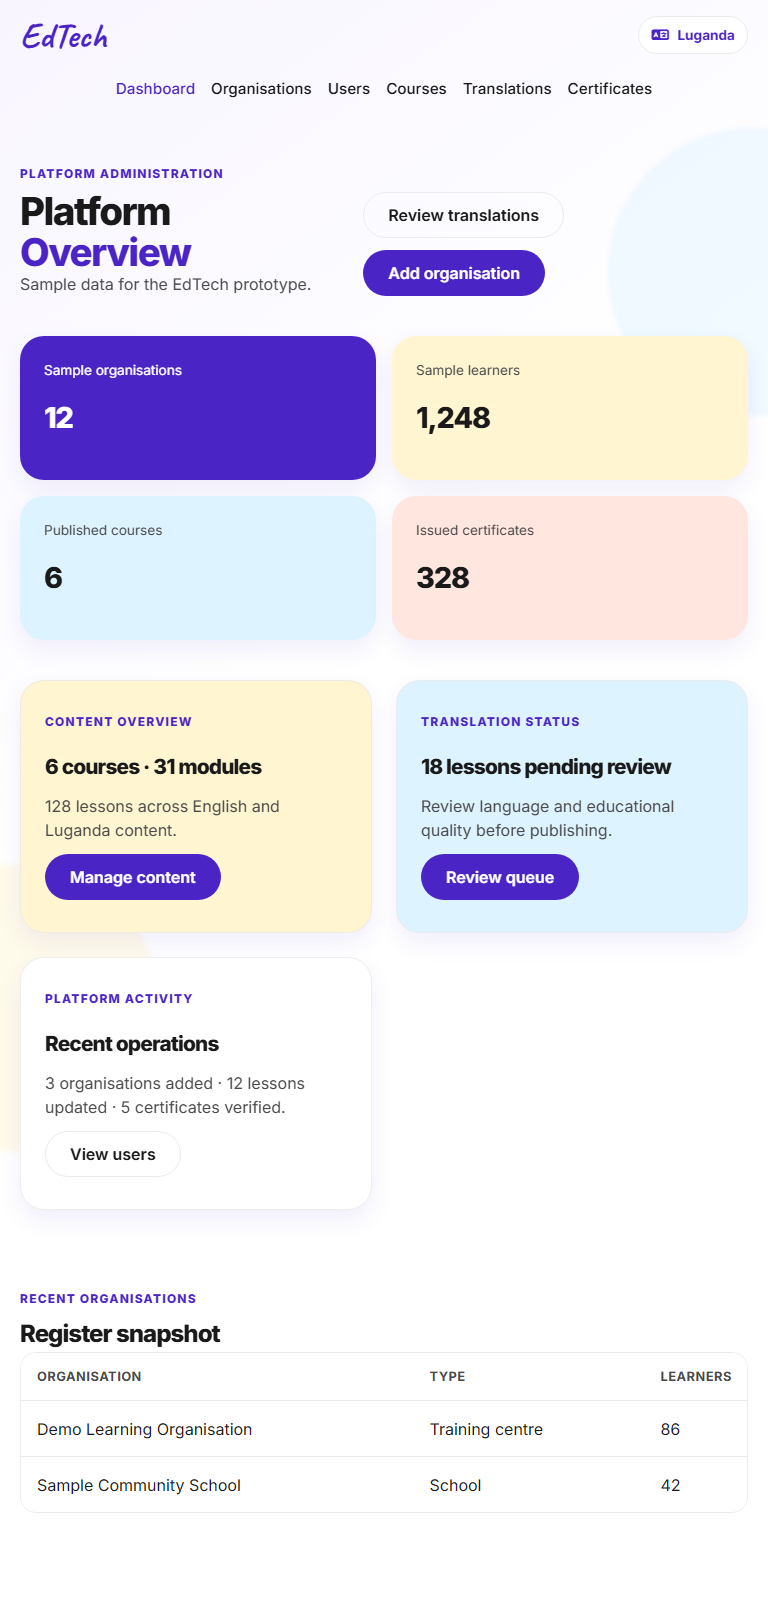 EdTech
Luganda
Dashboard Organisations Users Courses Translations Certificates
PLATFORM ADMINISTRATION
Platform
Overview
Sample data for the EdTech prototype.
Review translations
Add organisation
Sample organisations
12
Sample learners
1,248
Published courses
6
Issued certificates
328
CONTENT OVERVIEW
6 courses · 31 modules
128 lessons across English and
Luganda content.
Manage content
TRANSLATION STATUS
18 lessons pending review
Review language and educational
quality before publishing.
Review queue
PLATFORM ACTIVITY
Recent operations
3 organisations added · 12 lessons
updated · 5 certificates verified.
View users
RECENT ORGANISATIONS
Register snapshot
ORGANISATION TYPE LEARNERS
Demo Learning Organisation Training centre 86
Sample Community School School 42